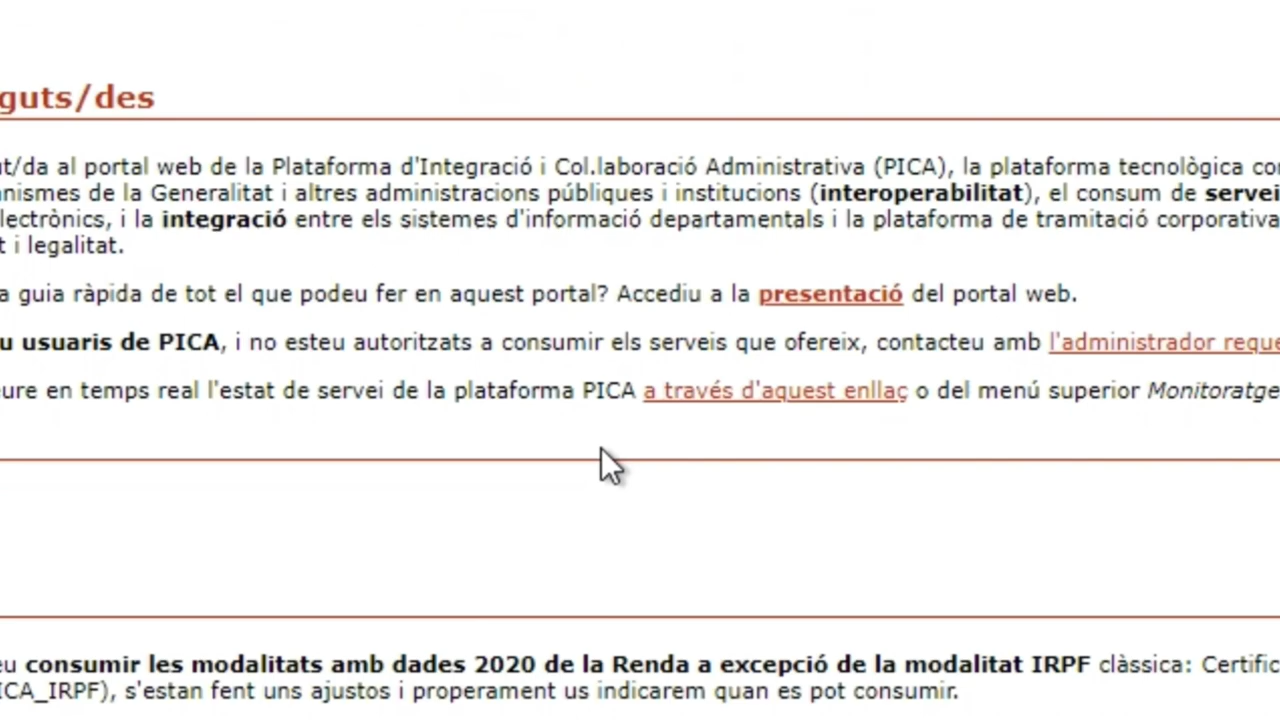 guts/des
t/da al portal web de la Plataforma d'Integració i Col.laboració Administrativa (PICA), la plataforma tecnològica co
anismes de la Generalitat i altres administracions públiques i institucions (interoperabilitat), el consum de servei
lectrònics, i la integració entre els sistemes d'informació departamentals i la plataforma de tramitació corporativa
t i legalitat.
a guia ràpida de tot el que podeu fer en aquest portal? Accediu a la presentació del portal web.
u usuaris de PICA, i no esteu autoritzats a consumir els serveis que ofereix, contacteu amb l'administrador reque
eure en temps real l'estat de servei de la plataforma PICA a través d'aquest enllaç o del menú superior Monitoratge
eu consumir les modalitats amb dades 2020 de la Renda a excepció de la modalitat IRPF clàssica: Certific
ICA_IRPF), s'estan fent uns ajustos i properament us indicarem quan es pot consumir.